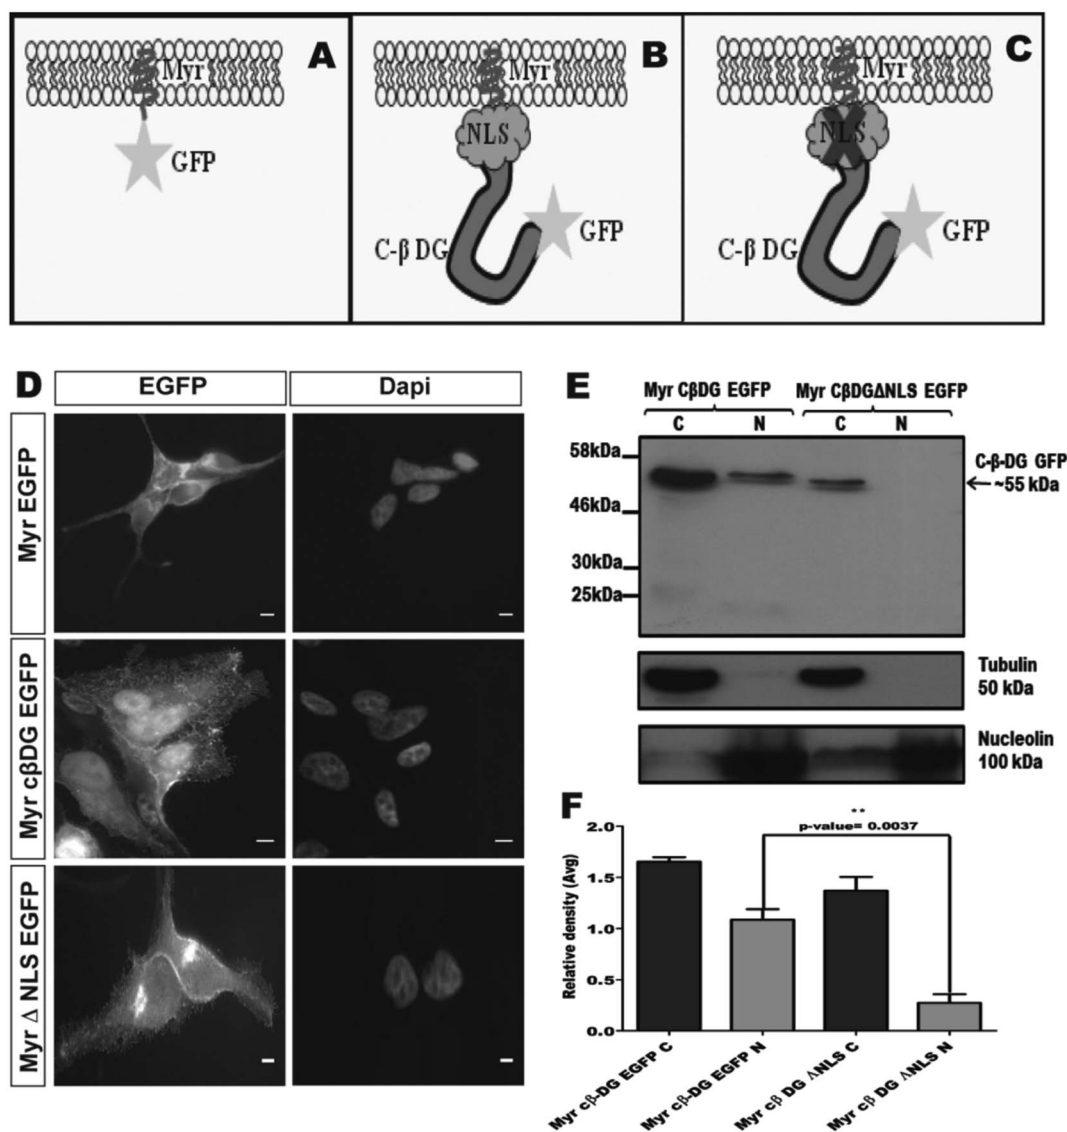 A
Myr
GFP
B
Myr
NLS
C-β DG
GFP
C
Myr
NLS
C-β DG
GFP
D
EGFP
Dapi
Myr EGFP
Myr cβDG EGFP
Myr Δ NLS EGFP
E
Myr CβDG EGFP
Myr CβDGΔNLS EGFP
C
N
C
N
58kDa
46kDa
30kDa
25kDa
C-β-DG GFP
~55 kDa
Tubulin
50 kDa
Nucleolin
100 kDa
F
**
p-value= 0.0037
Relative density (Avg)
2.0
1.5
1.0
0.5
0.0
Myr cβ-DG EGFP C
Myr cβ-DG EGFP N
Myr cβ DG ΛNLS C
Myr cβ DG ΛNLS N